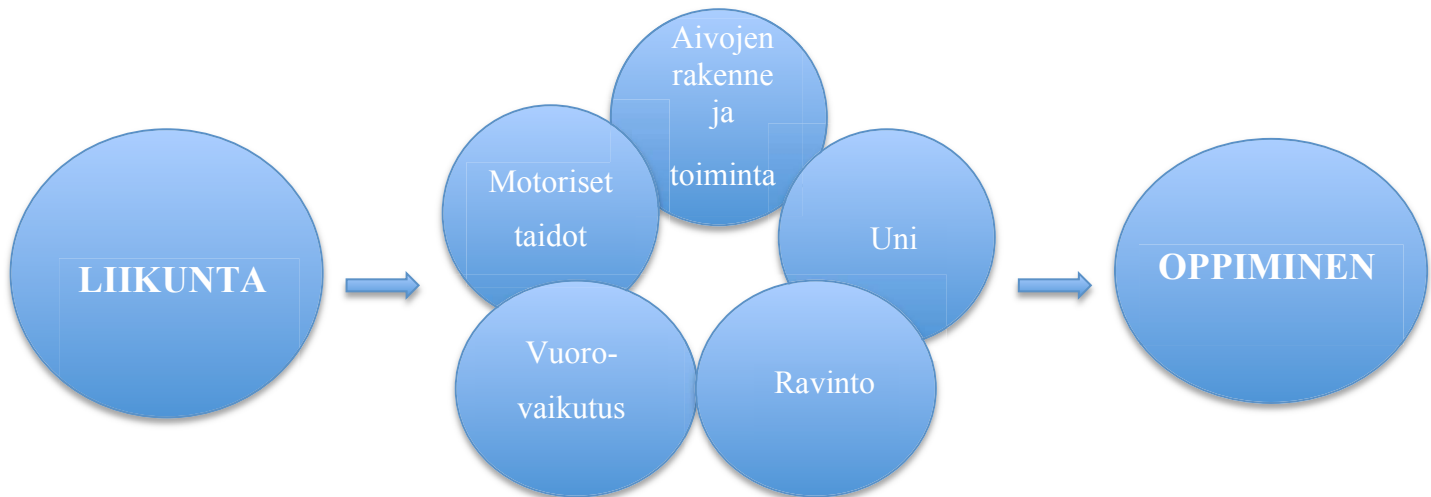 LIIKUNTA
Aivojen
rakenne
ja
toiminta
Motoriset
taidot
Uni
Vuoro-
vaikutus
Ravinto
OPPIMINEN